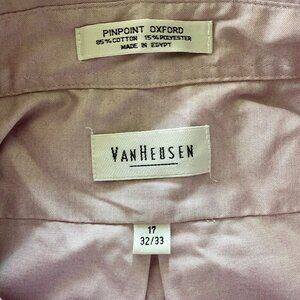 PINPOINT OXFORD
85% COTTON 15% POLYESTER
MADE IN EGYPT
VANHEUSEN
17
32/33